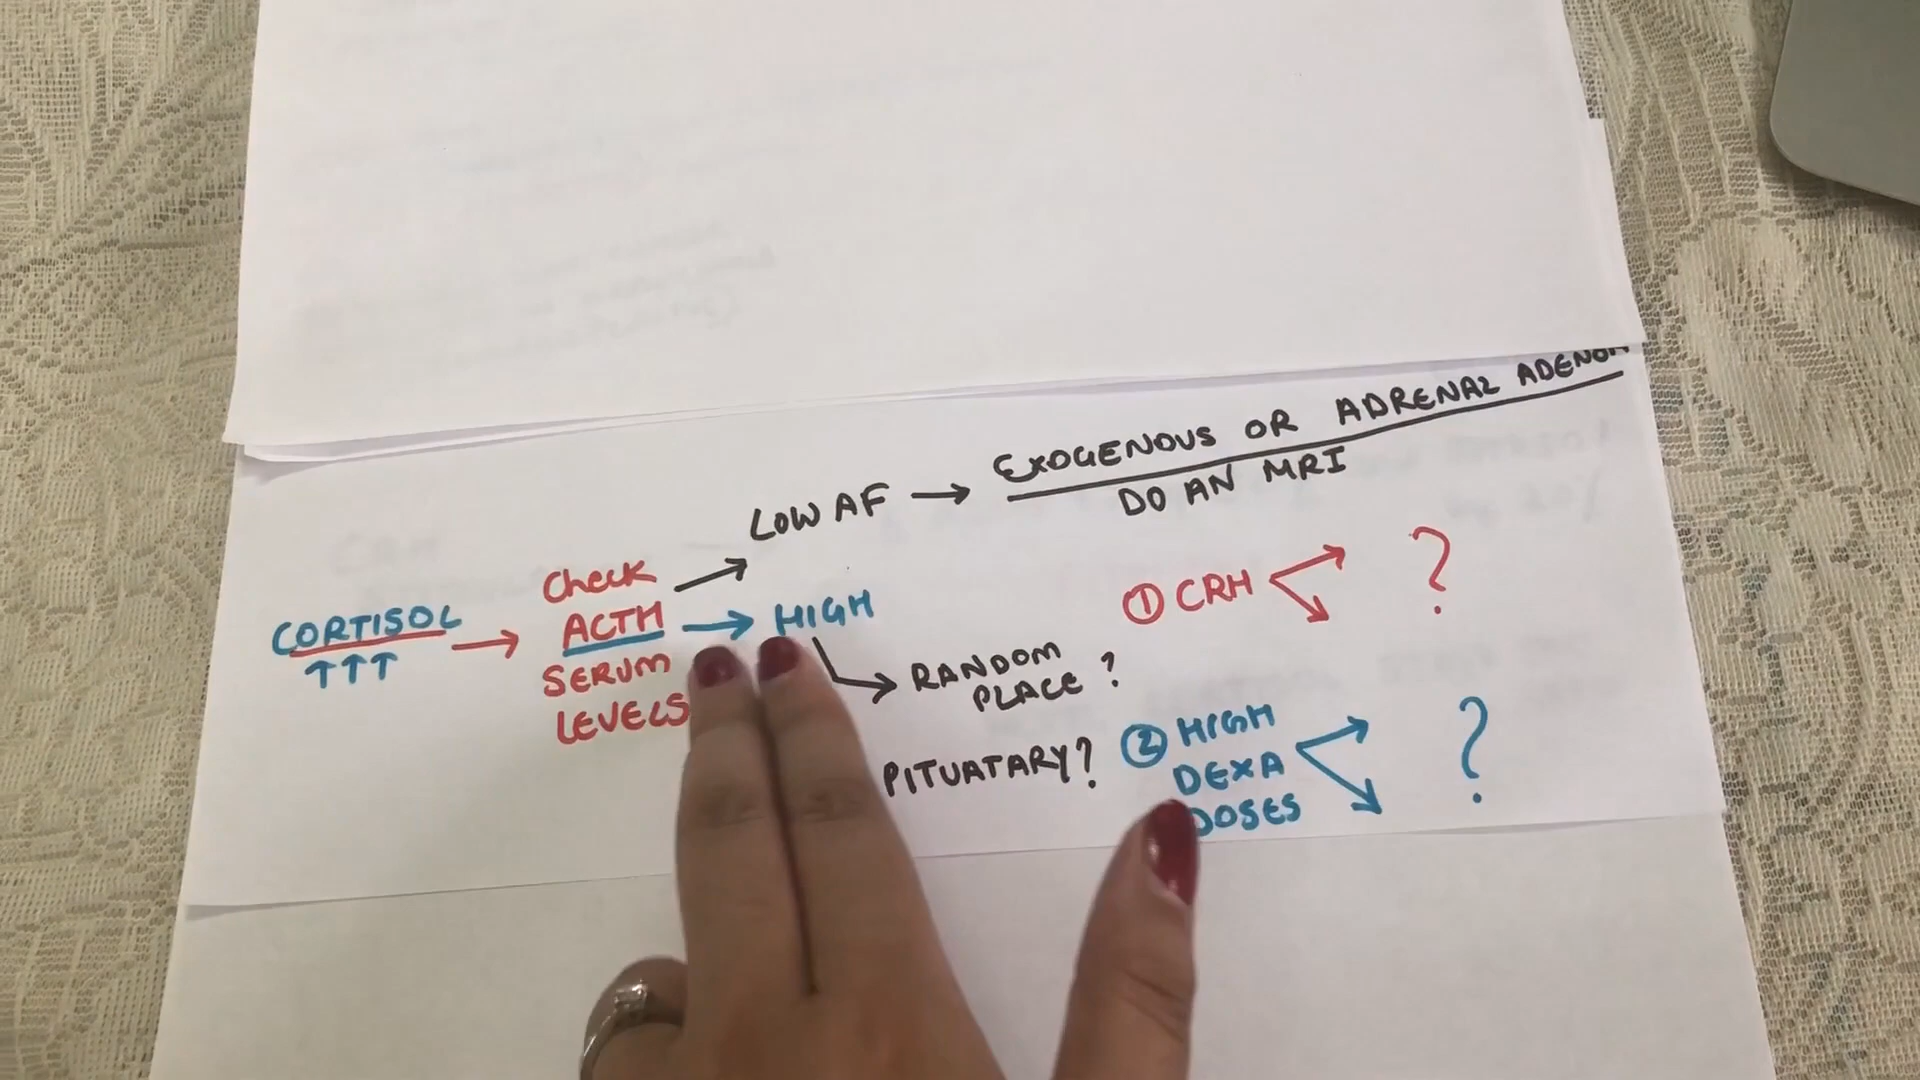 EXOGENOUS OR ADRENAL ADENOM
DO AN MRI
LOW AF
Check
ACTH
SERUM
LEVELS
CORTISOL
↑↑↑
HIGH
RANDOM
PLACE ?
PITUATARY?
① CRH ?
② HIGH ?
DEXA
DOSES